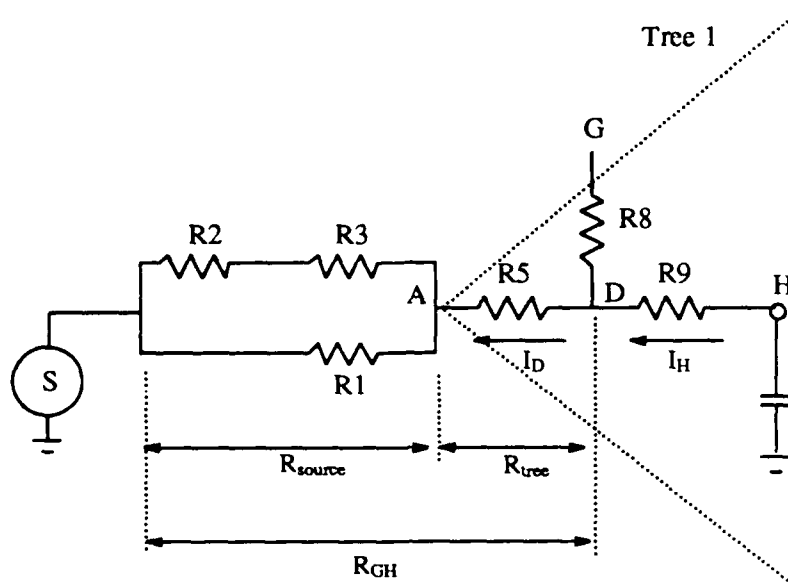 Tree 1
G
R8
R2 R3
A R5 D R9 H
S
R1
I_D I_H
R_source R_tree
R_GH